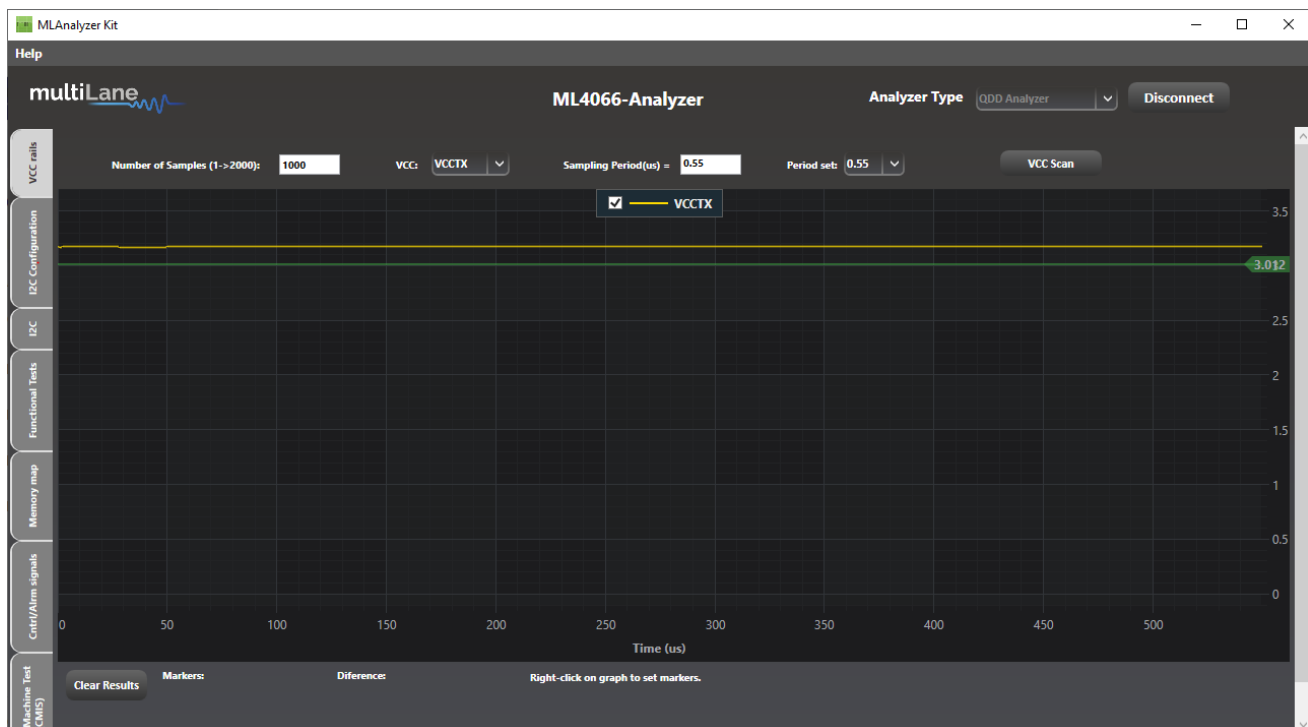 MLAnalyzer Kit
Help
multiLane
ML4066-Analyzer
Analyzer Type
QDD Analyzer
Disconnect
VCC rails
I2C Configuration
I2C
Functional Tests
Memory map
Cntrl/Alrm signals
Machine Test
(CMIS)
Number of Samples (1->2000): 1000
VCC: VCCTX
Sampling Period(us) = 0.55
Period set: 0.55
VCC Scan
VCCTX
3.5
3.012
2.5
2
1.5
1
0.5
0
0 50 100 150 200 250 300 350 400 450 500
Time (us)
Clear Results
Markers:
Diference:
Right-click on graph to set markers.